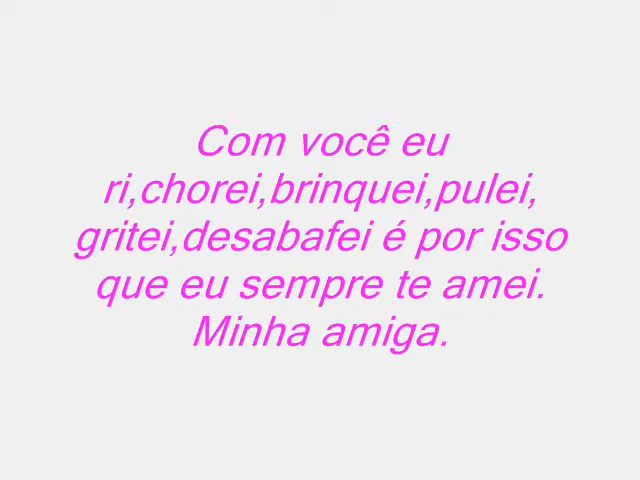 Com você eu
ri,chorei,brinquei,pulei,
gritei,desabafei é por isso
que eu sempre te amei.
Minha amiga.